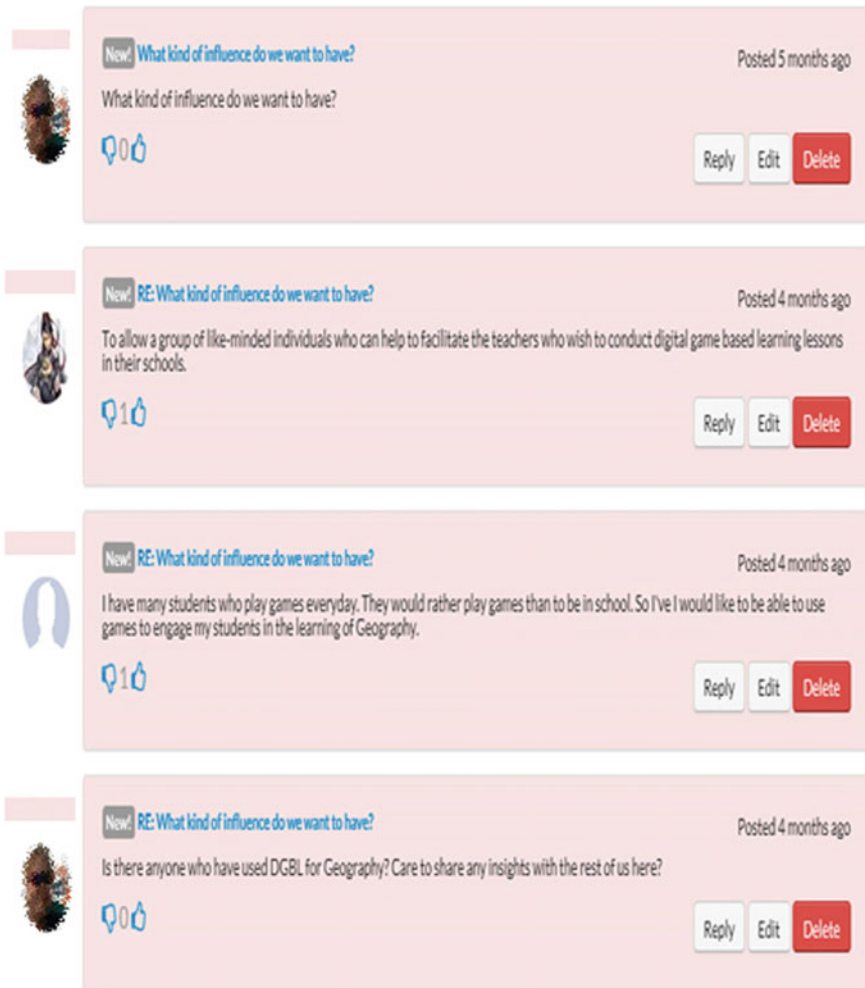 New! What kind of influence do we want to have?
Posted 5 months ago
What kind of influence do we want to have?
0
Reply Edit Delete
New! RE: What kind of influence do we want to have?
Posted 4 months ago
To allow a group of like-minded individuals who can help to facilitate the teachers who wish to conduct digital game based learning lessons
in their schools.
1
Reply Edit Delete
New! RE: What kind of influence do we want to have?
Posted 4 months ago
I have many students who play games everyday. They would rather play games than to be in school. So I've I would like to be able to use
games to engage my students in the learning of Geography.
1
Reply Edit Delete
New! RE: What kind of influence do we want to have?
Posted 4 months ago
Is there anyone who have used DGBL for Geography? Care to share any insights with the rest of us here?
0
Reply Edit Delete